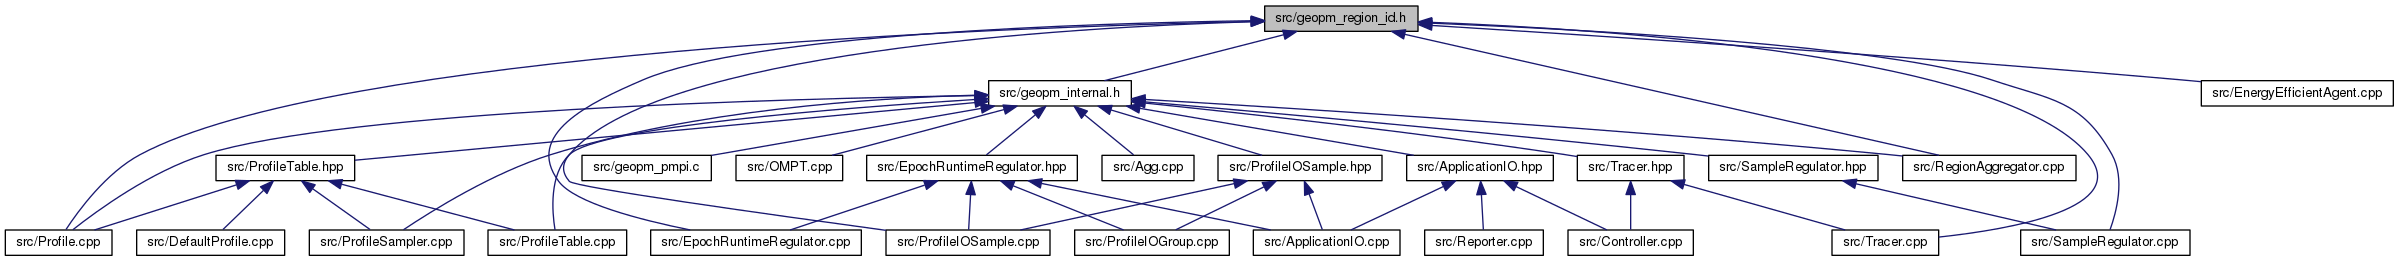 src/geopm_region_id.h
src/geopm_internal.h
src/EnergyEfficientAgent.cpp
src/ProfileTable.hpp
src/geopm_pmpi.c
src/OMPT.cpp
src/EpochRuntimeRegulator.hpp
src/Agg.cpp
src/ProfileIOSample.hpp
src/ApplicationIO.hpp
src/Tracer.hpp
src/SampleRegulator.hpp
src/RegionAggregator.cpp
src/Profile.cpp
src/DefaultProfile.cpp
src/ProfileSampler.cpp
src/ProfileTable.cpp
src/EpochRuntimeRegulator.cpp
src/ProfileIOSample.cpp
src/ProfileIOGroup.cpp
src/ApplicationIO.cpp
src/Reporter.cpp
src/Controller.cpp
src/Tracer.cpp
src/SampleRegulator.cpp